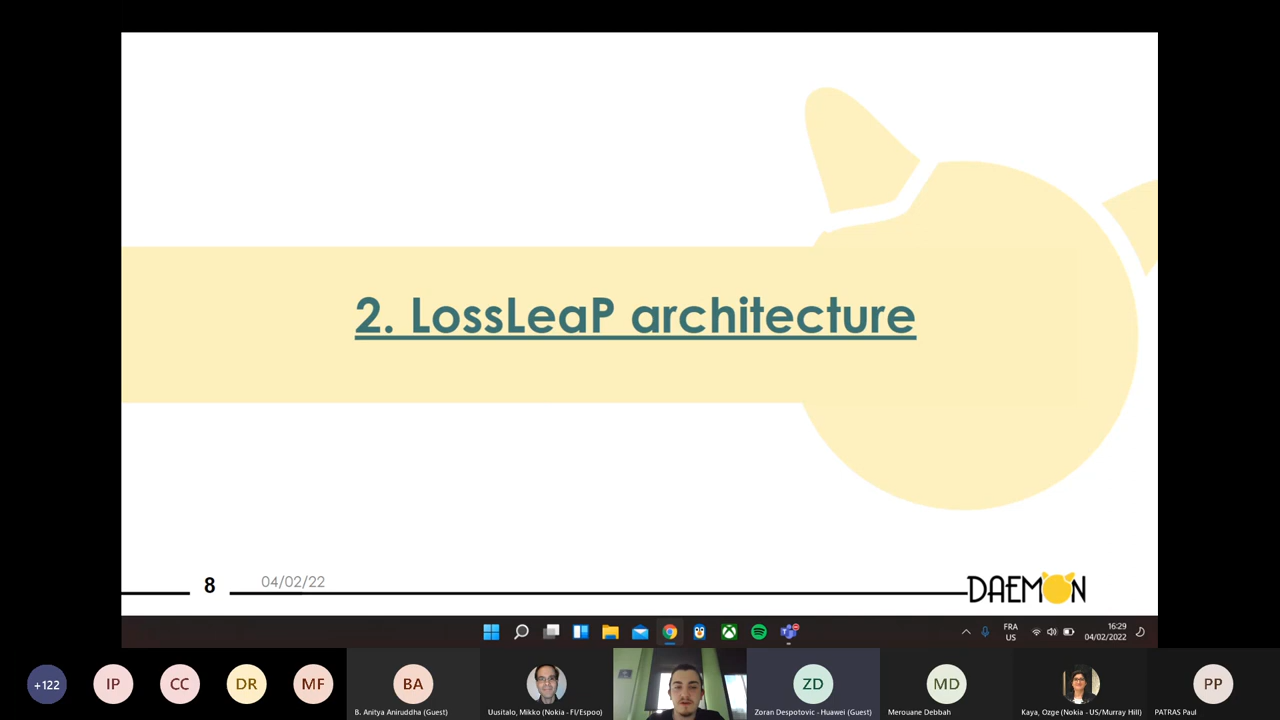 2. LossLeaP architecture
8
04/02/22
DAEMON
FRA
US
16:29
04/02/2022
+122
IP
CC
DR
MF
BA
ZD
MD
PP
B. Anitya Aniruddha (Guest)
Uusitalo, Mikko (Nokia - FI/Espoo)
Zoran Despotovic - Huawei (Guest)
Merouane Debbah
Kaya, Ozge (Nokia - US/Murray Hill)
PATRAS Paul